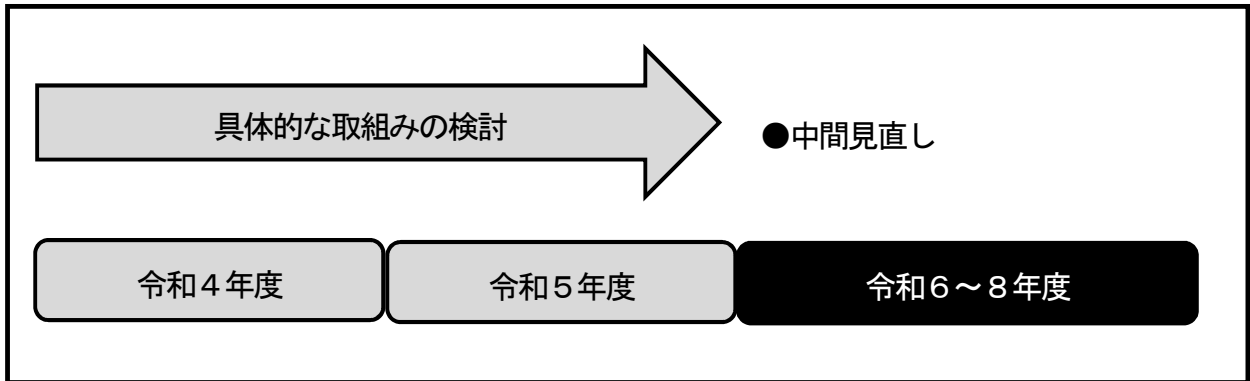 具体的な取組みの検討
●中間見直し
令和４年度
令和５年度
令和６～８年度